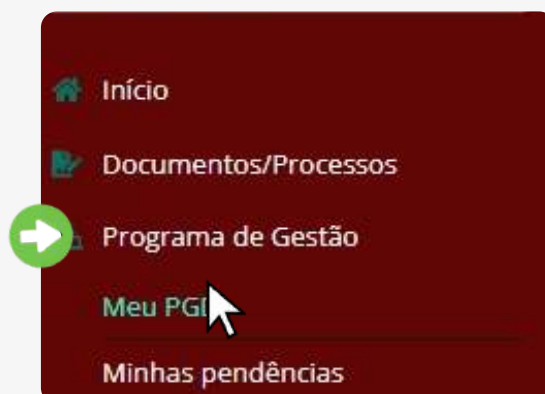 Início
Documentos/Processos
Programa de Gestão
Meu
Minhas pendências